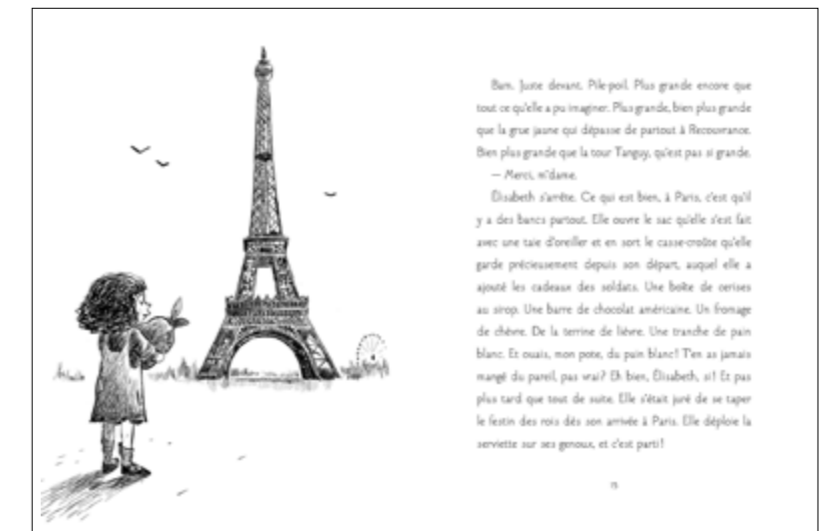 Bam. Juste devant. Pile-poil. Plus grande encore que
tout ce qu'elle a pu imaginer. Plus grande, bien plus grande
que la grue jaune qui dépasse de partout à Recouvrance.
Bien plus grande que la tour Tanguy, qu'est pas si grande.
— Merci, m'dame.
Élisabeth s'arrête. Ce qui est bien, à Paris, c'est qu'il
y a des bancs partout. Elle ouvre le sac qu'elle s'est fait
avec une taie d'oreiller et en sort le casse-croûte qu'elle
garde précieusement depuis son départ, auquel elle a
ajouté les cadeaux des soldats. Une boîte de cerises
au sirop. Une barre de chocolat américaine. Un fromage
de chèvre. De la terrine de lièvre. Une tranche de pain
blanc. Et ouais, mon pote, du pain blanc! T'en as jamais
mangé du pareil, pas vrai? Eh bien, Élisabeth, si! Et pas
plus tard que tout de suite. Elle s'était juré de se taper
le festin des rois dès son arrivée à Paris. Elle déploie la
serviette sur ses genoux, et c'est parti!